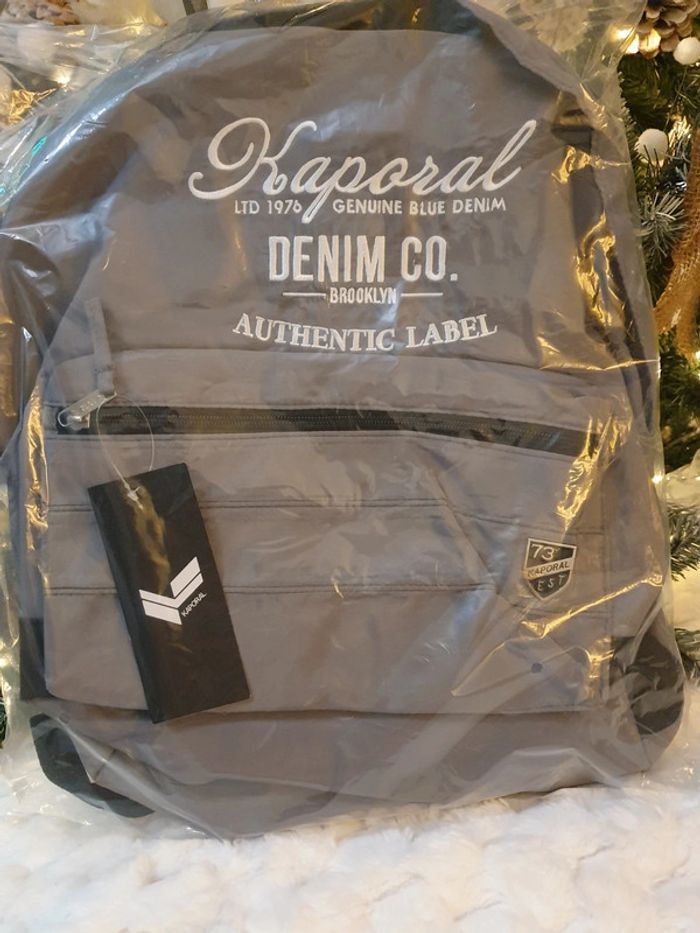 Kaporal
LTD 1976 GENUINE BLUE DENIM
DENIM CO.
BROOKLYN
AUTHENTIC LABEL
73
KAPORAL
EST
KAPORAL